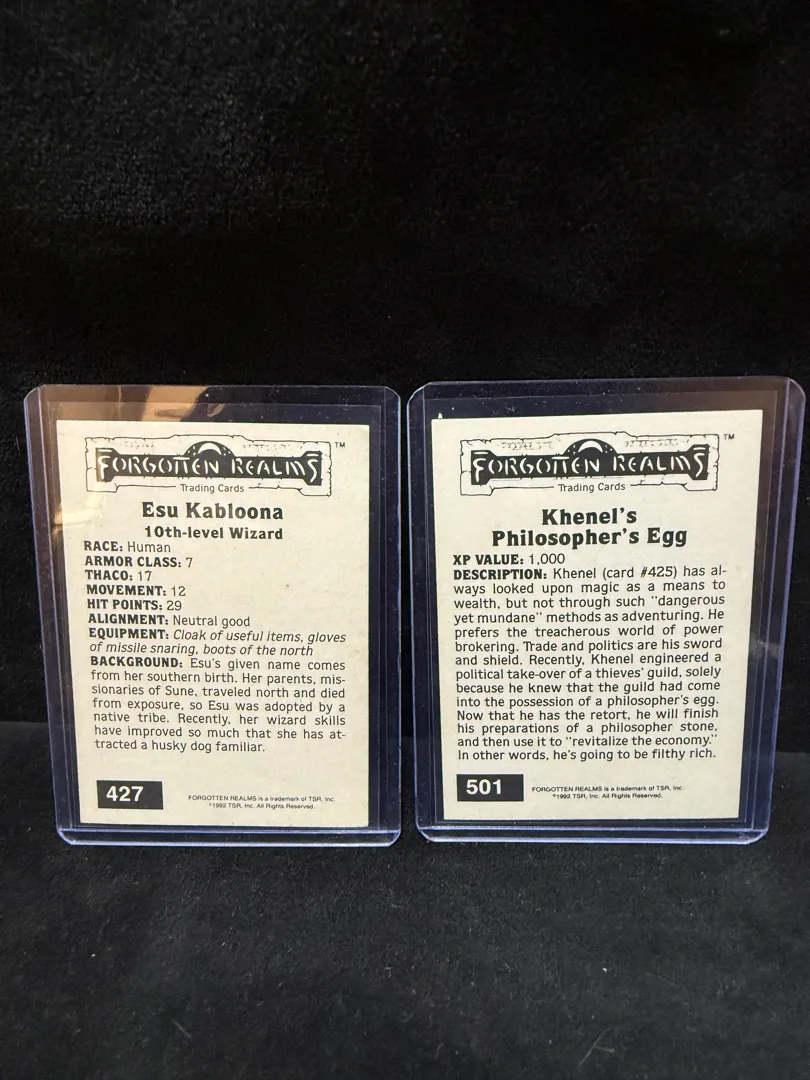 FORGOTTEN REALMS TM
Trading Cards
Esu Kabloona
10th-level Wizard
RACE: Human
ARMOR CLASS: 7
THACO: 17
MOVEMENT: 12
HIT POINTS: 29
ALIGNMENT: Neutral good
EQUIPMENT: Cloak of useful items, gloves
of missile snaring, boots of the north
BACKGROUND: Esu's given name comes
from her southern birth. Her parents, mis-
sionaries of Sune, traveled north and died
from exposure, so Esu was adopted by a
native tribe. Recently, her wizard skills
have improved so much that she has at-
tracted a husky dog familiar.
427
FORGOTTEN REALMS is a trademark of TSR, Inc.
©1992 TSR, Inc. All Rights Reserved.
FORGOTTEN REALMS TM
Trading Cards
Khenel's
Philosopher's Egg
XP VALUE: 1,000
DESCRIPTION: Khenel (card #425) has al-
ways looked upon magic as a means to
wealth, but not through such "dangerous
yet mundane" methods as adventuring. He
prefers the treacherous world of power
brokering. Trade and politics are his sword
and shield. Recently, Khenel engineered a
political take-over of a thieves' guild, solely
because he knew that the guild had come
into the possession of a philosopher's egg.
Now that he has the retort, he will finish
his preparations of a philosopher stone,
and then use it to "revitalize the economy."
In other words, he's going to be filthy rich.
501
FORGOTTEN REALMS is a trademark of TSR, Inc.
©1992 TSR, Inc. All Rights Reserved.